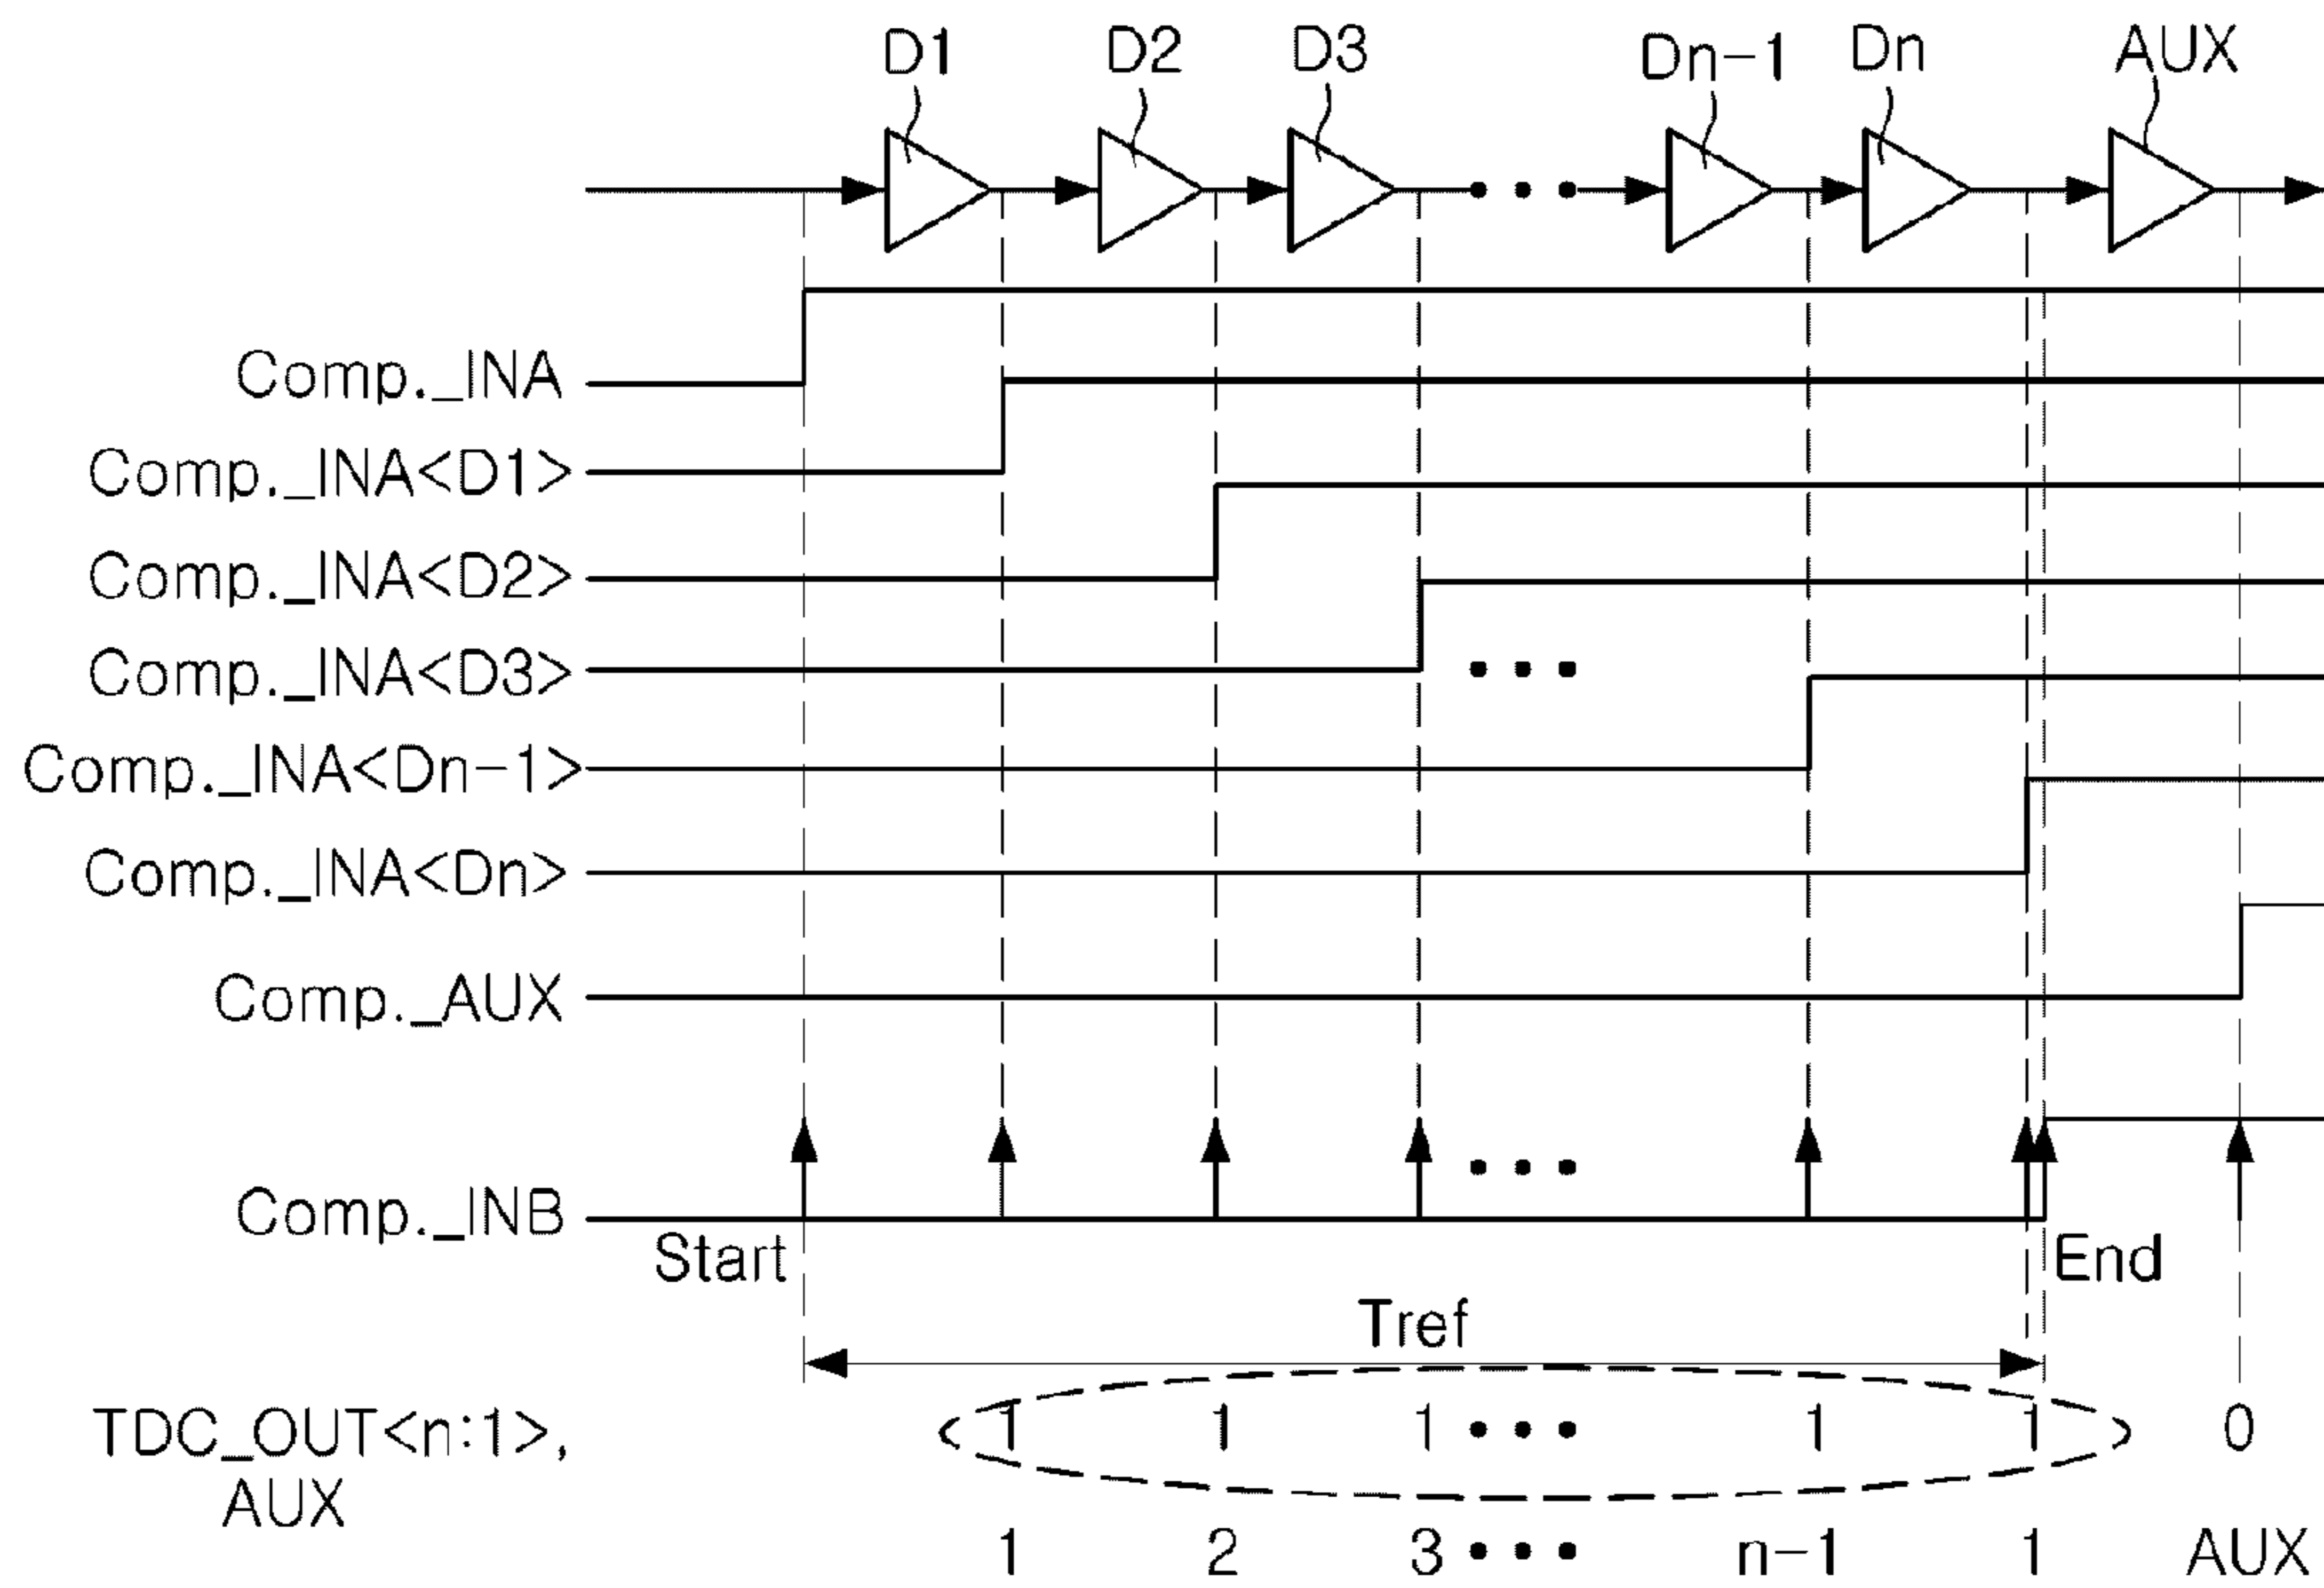 D1 D2 D3 Dn-1 Dn AUX
Comp._INA
Comp._INA<D1>
Comp._INA<D2>
Comp._INA<D3>
Comp._INA<Dn-1>
Comp._INA<Dn>
Comp._AUX
Comp._INB
Start End
Tref
TDC_OUT<n:1>, 1 1 1 ••• 1 1 0
AUX
1 2 3 ••• n-1 1 AUX